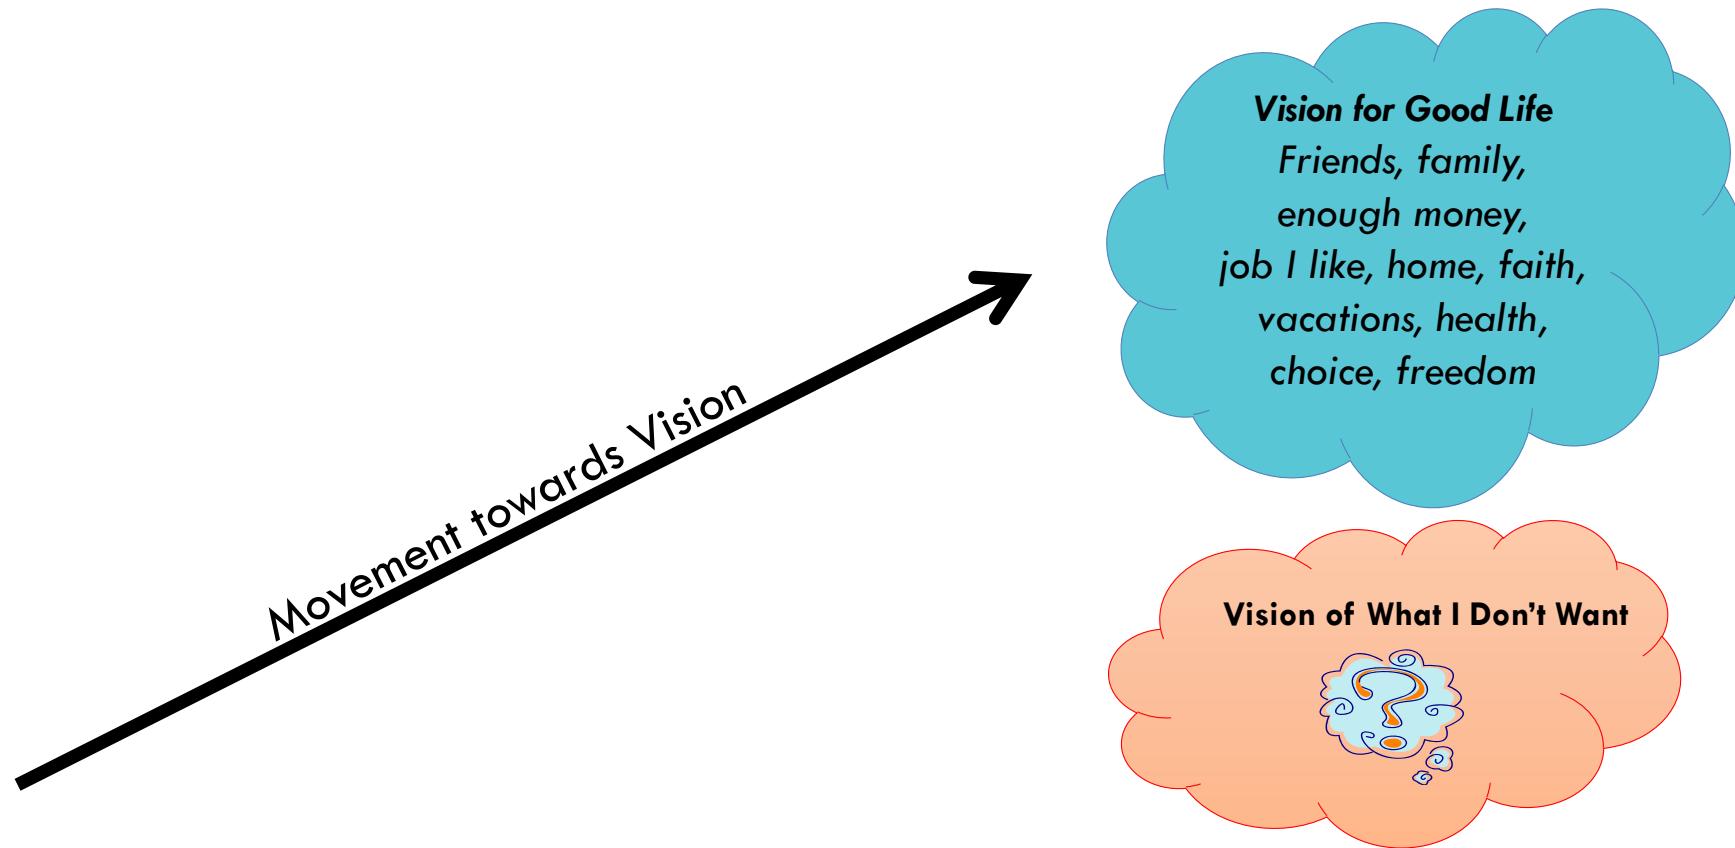 Vision for Good Life
Friends, family,
enough money,
job I like, home, faith,
vacations, health,
choice, freedom
Movement towards Vision
Vision of What I Don’t Want
?